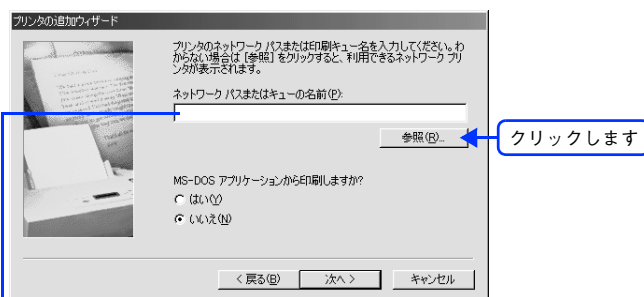 プリンタの追加ウィザード
プリンタのネットワーク パスまたは印刷キュー名を入力してください。わ
からない場合は [参照] をクリックすると、利用できるネットワーク プリ
ンタが表示されます。
ネットワーク パスまたはキューの名前(P):
参照(R)...
クリックします
MS-DOS アプリケーションから印刷しますか?
はい(Y)
いいえ(N)
< 戻る(B)
次へ >
キャンセル